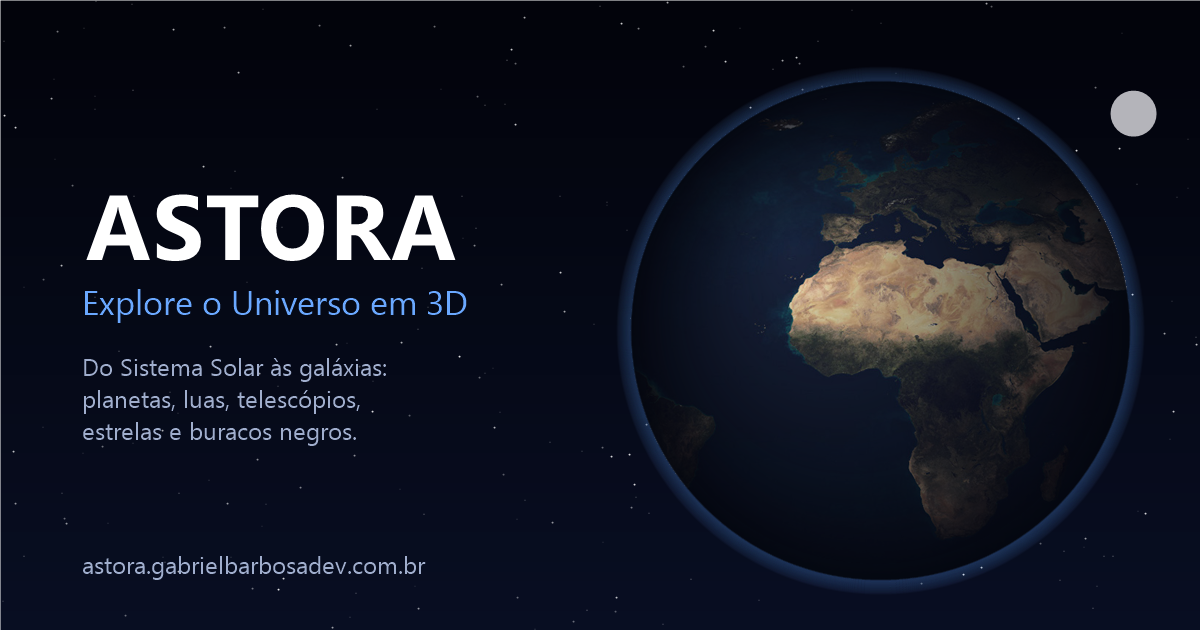 ASTORA
Explore o Universo em 3D
Do Sistema Solar às galáxias:
planetas, luas, telescópios,
estrelas e buracos negros.
astora.gabrielbarbosadev.com.br